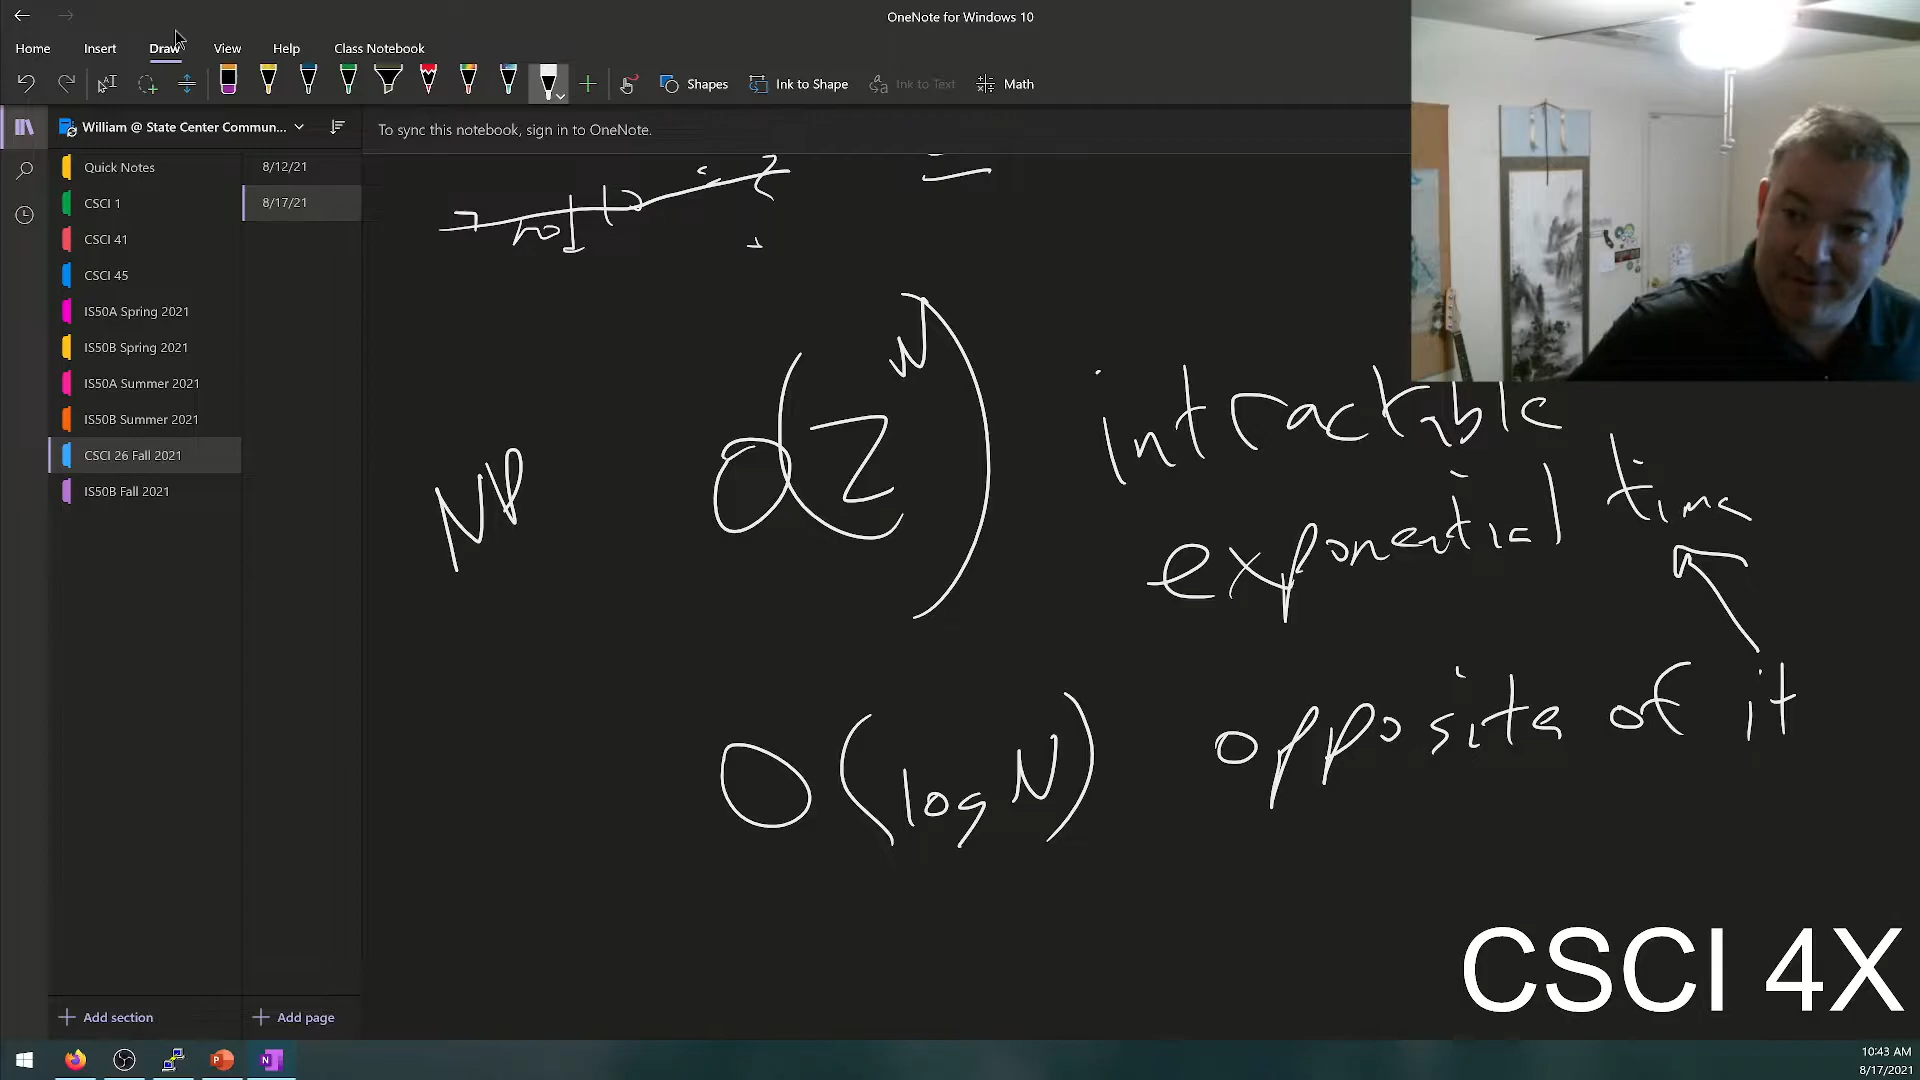 OneNote for Windows 10
Home Insert Draw View Help Class Notebook
Shapes Ink to Shape Ink to Text Math
William @ State Center Commun...
To sync this notebook, sign in to OneNote.
Quick Notes
CSCI 1
CSCI 41
CSCI 45
IS50A Spring 2021
IS50B Spring 2021
IS50A Summer 2021
IS50B Summer 2021
CSCI 26 Fall 2021
IS50B Fall 2021
8/12/21
8/17/21
NP
O(2^N)
intractable
exponential time
O(log N) opposite of it
CSCI 4X
Add section
Add page
10:43 AM
8/17/2021